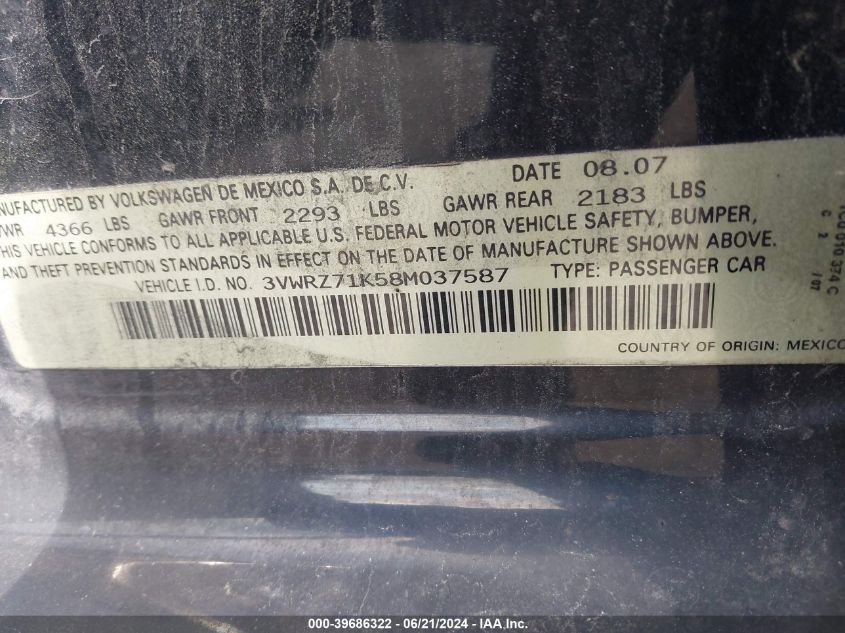 NUFACTURED BY VOLKSWAGEN DE MEXICO S.A. DE C.V. DATE 08.07
WR 4366 LBS GAWR FRONT 2293 LBS GAWR REAR 2183 LBS
THIS VEHICLE CONFORMS TO ALL APPLICABLE U.S. FEDERAL MOTOR VEHICLE SAFETY, BUMPER,
AND THEFT PREVENTION STANDARDS IN EFFECT ON THE DATE OF MANUFACTURE SHOWN ABOVE.
VEHICLE I.D. NO. 3VWRZ71K58M037587 TYPE: PASSENGER CAR
COUNTRY OF ORIGIN: MEXICO
000-39686322 - 06/21/2024 - IAAI.com